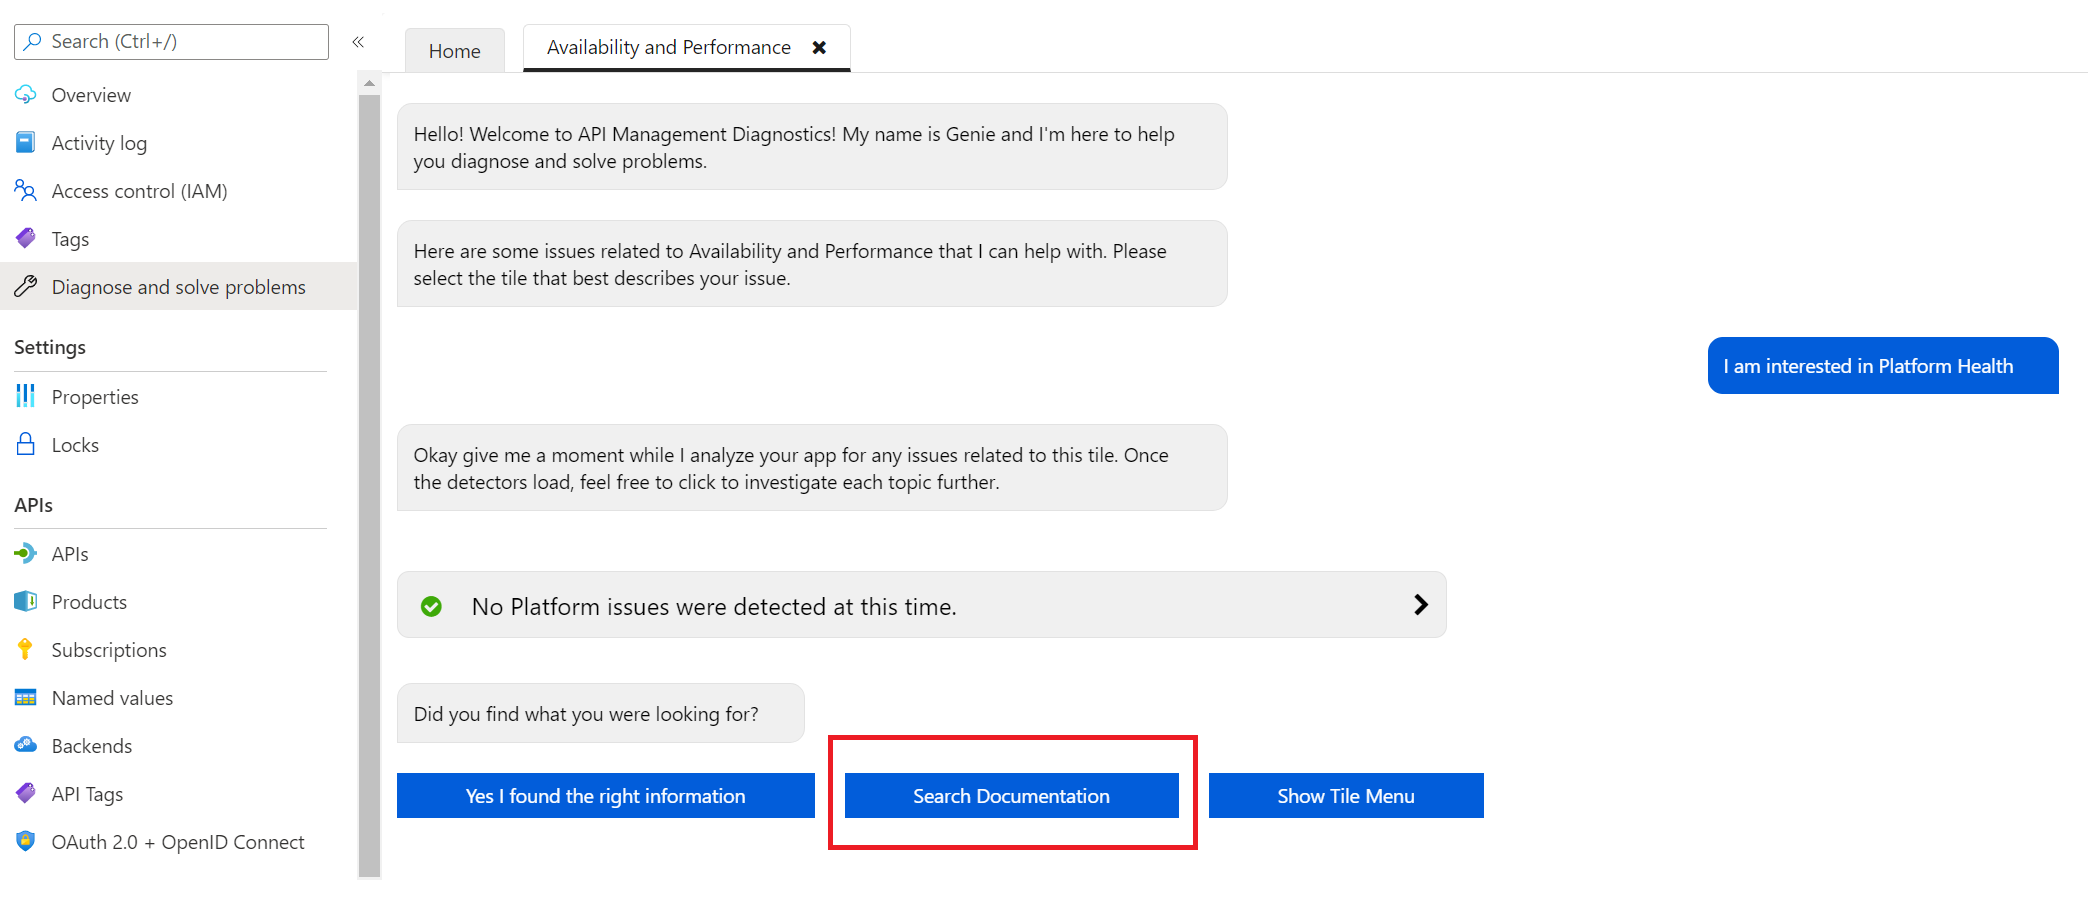 Search (Ctrl+/)
Overview
Activity log
Access control (IAM)
Tags
Diagnose and solve problems
Settings
Properties
Locks
APIs
APIs
Products
Subscriptions
Named values
Backends
API Tags
OAuth 2.0 + OpenID Connect
Home
Availability and Performance
Hello! Welcome to API Management Diagnostics! My name is Genie and I'm here to help
you diagnose and solve problems.
Here are some issues related to Availability and Performance that I can help with. Please
select the tile that best describes your issue.
I am interested in Platform Health
Okay give me a moment while I analyze your app for any issues related to this tile. Once
the detectors load, feel free to click to investigate each topic further.
No Platform issues were detected at this time.
Did you find what you were looking for?
Yes I found the right information
Search Documentation
Show Tile Menu